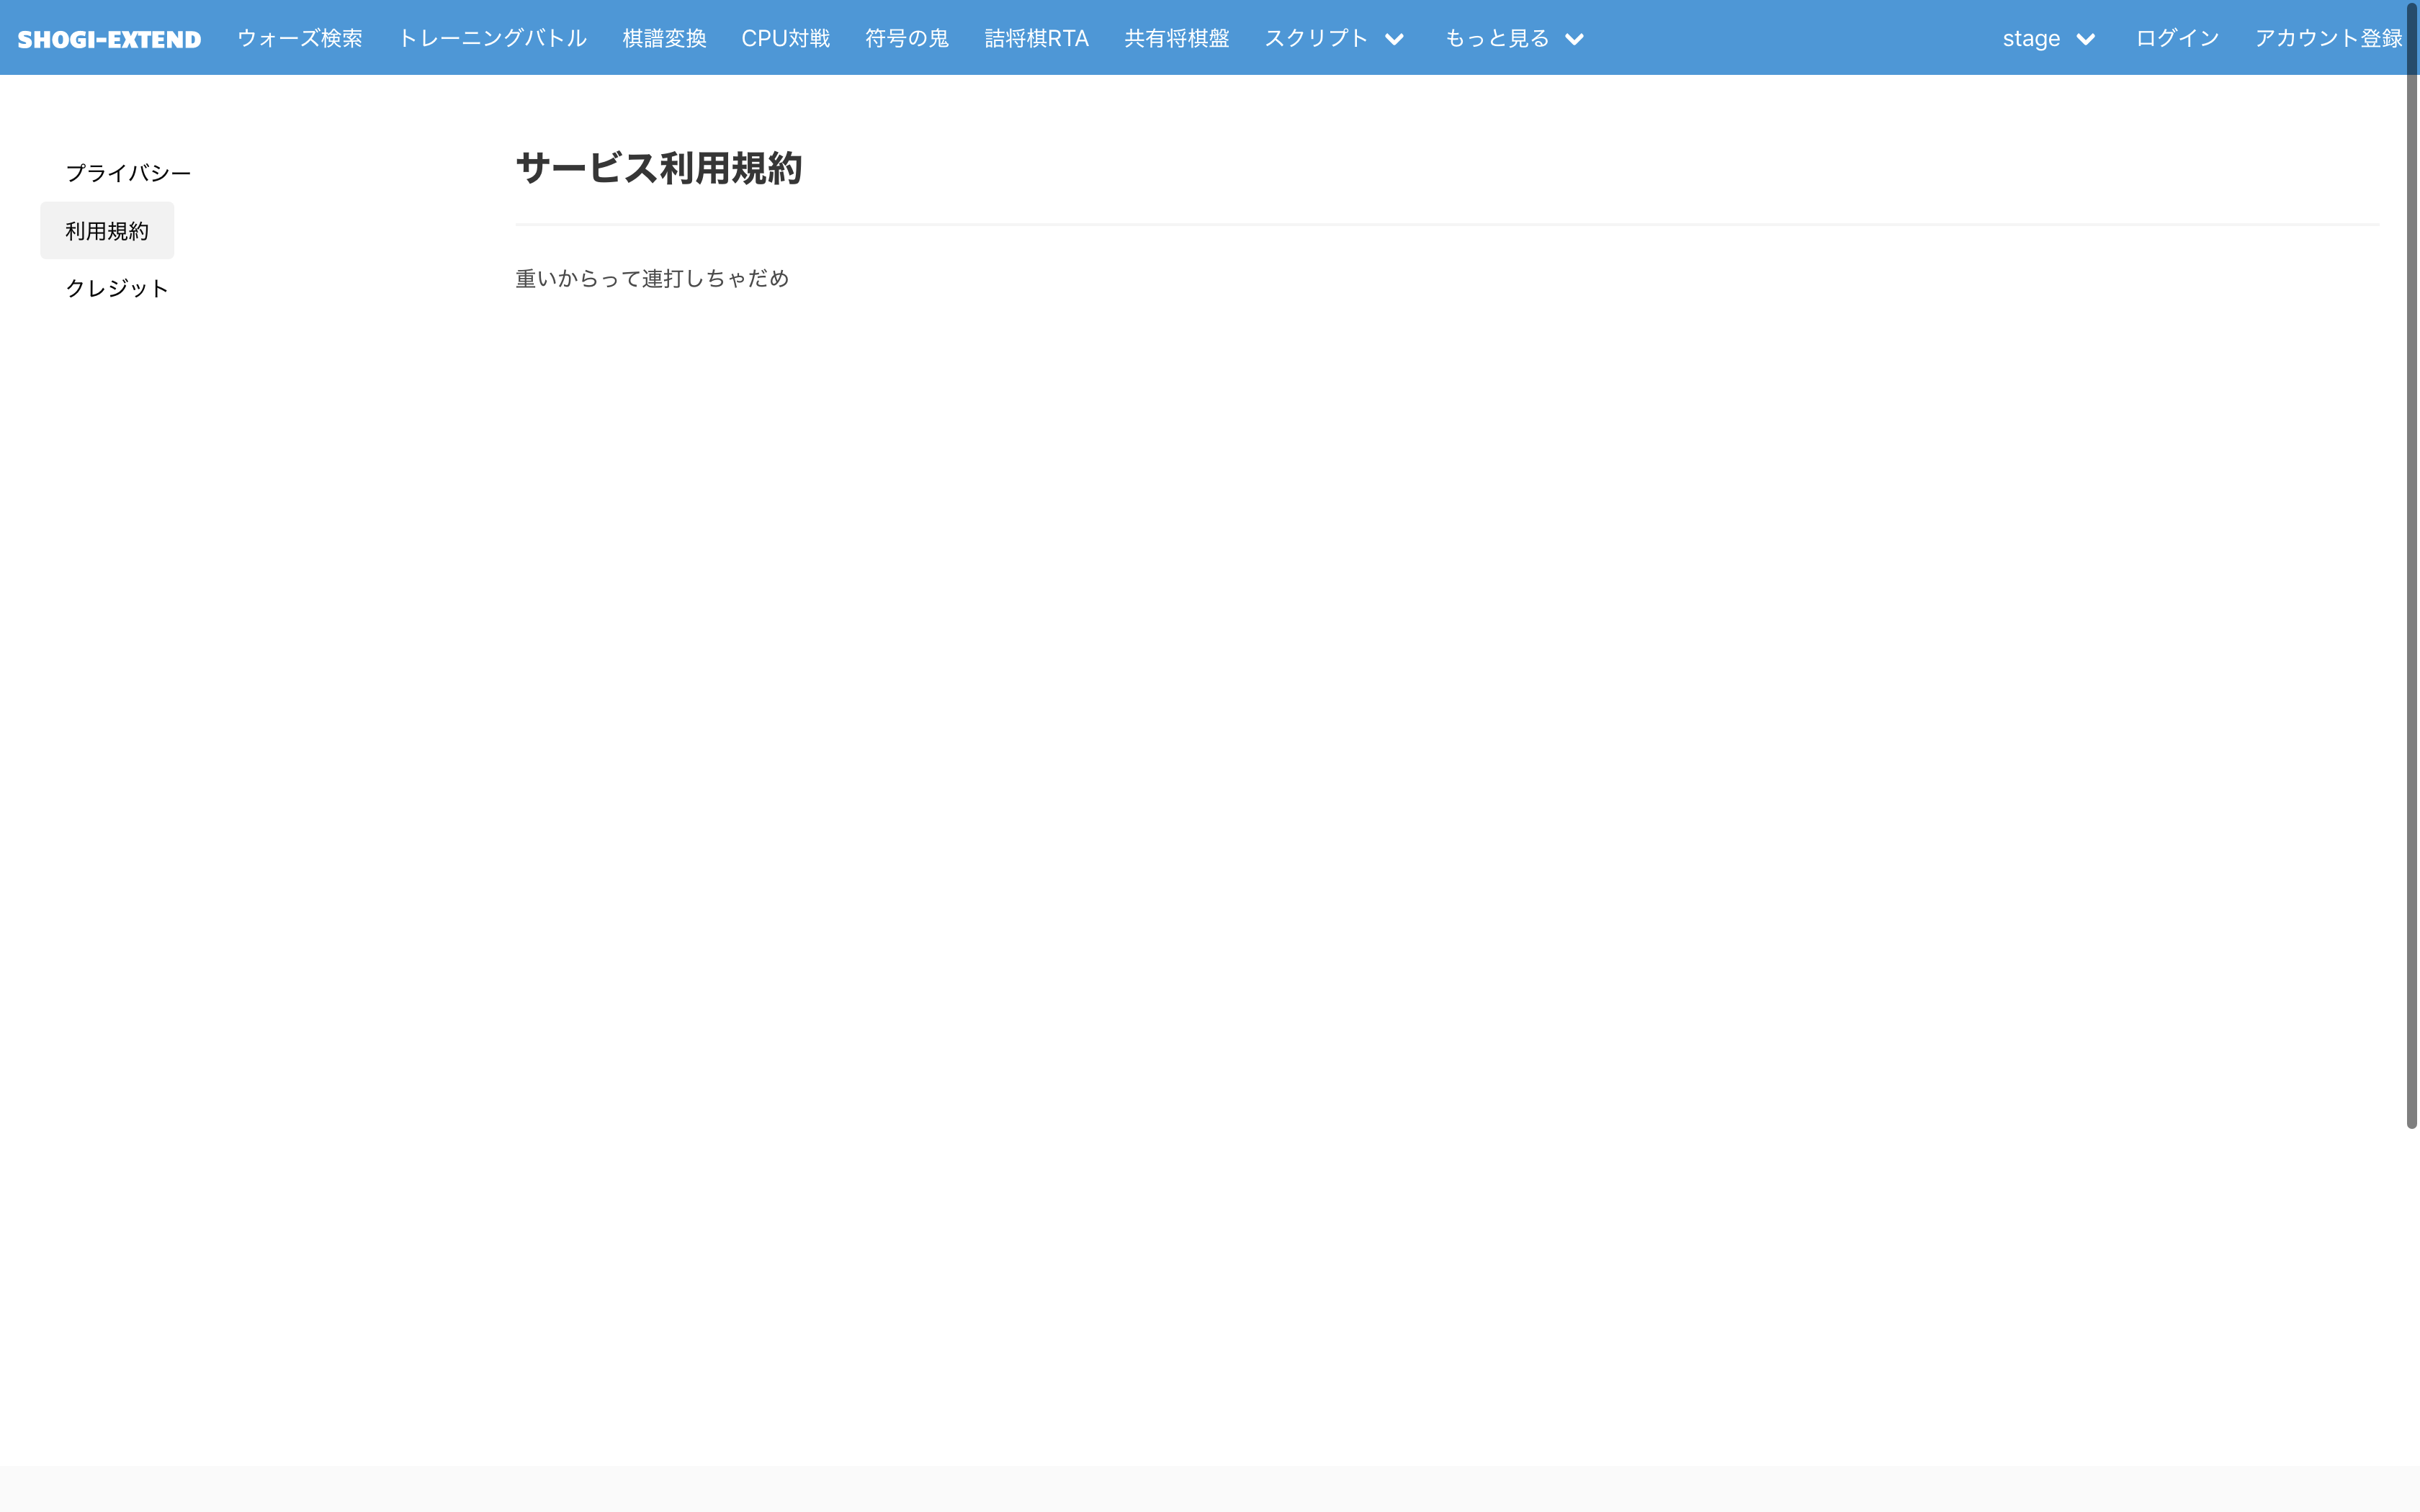 SHOGI-EXTEND ウォーズ検索 トレーニングバトル 棋譜変換 CPU対戦 符号の鬼 詰将棋RTA 共有将棋盤 スクリプト もっと見る stage ログイン アカウント登録
プライバシー
利用規約
クレジット
サービス利用規約
重いからって連打しちゃだめ